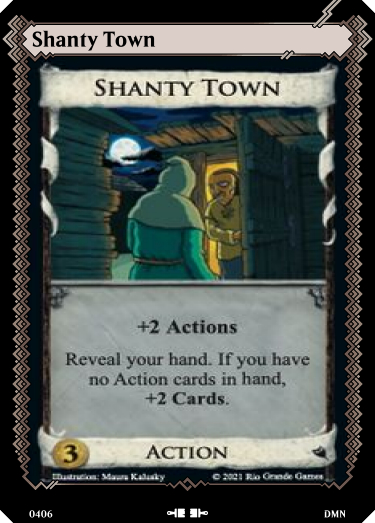 Shanty Town
SHANTY TOWN
+2 Actions
Reveal your hand. If you have
no Action cards in hand,
+2 Cards.
3
ACTION
Illustration: Maura Kalusky
© 2021 Rio Grande Games
0406
DMN